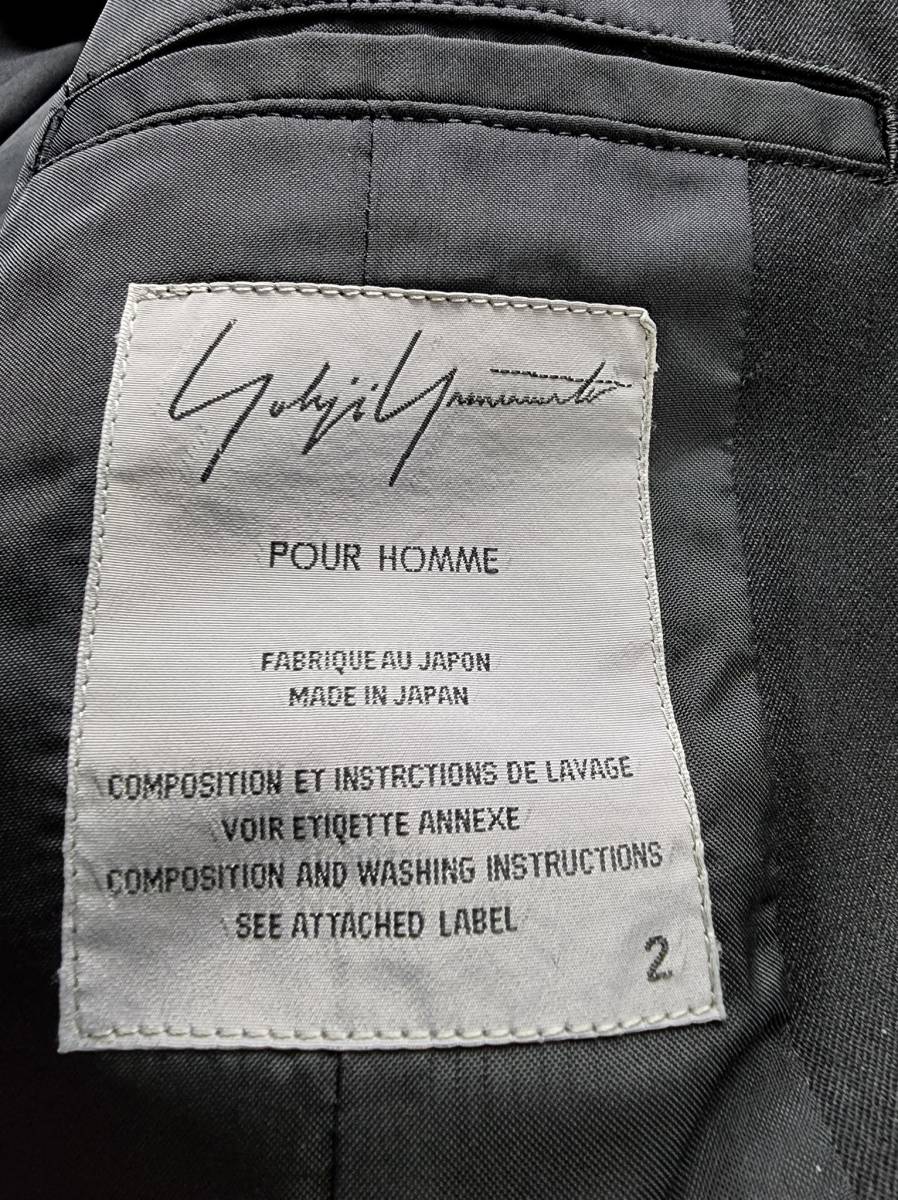 Yohji Yamamoto
POUR HOMME
FABRIQUE AU JAPON
MADE IN JAPAN
COMPOSITION ET INSTRCTIONS DE LAVAGE
VOIR ETIQETTE ANNEXE
COMPOSITION AND WASHING INSTRUCTIONS
SEE ATTACHED LABEL
2